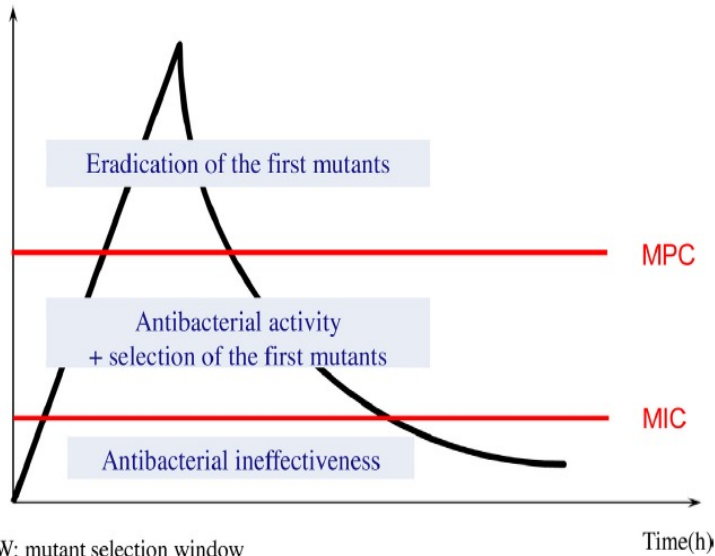 Eradication of the first mutants
MPC
Antibacterial activity
+ selection of the first mutants
MIC
Antibacterial ineffectiveness
Time(h)
W: mutant selection window